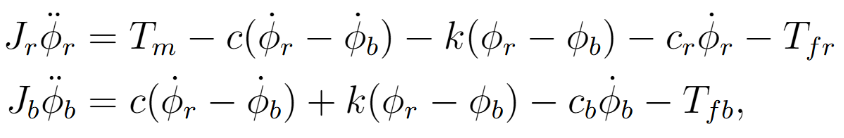 J_r\ddot{\phi}_r = T_m − c(\dot{\phi}_r − \dot{\phi}_b) − k(\phi_r − \phi_b) − c_r\dot{\phi}_r − T_{fr}
J_b\ddot{\phi}_b = c(\dot{\phi}_r − \dot{\phi}_b) + k(\phi_r − \phi_b) − c_b\dot{\phi}_b − T_{fb},